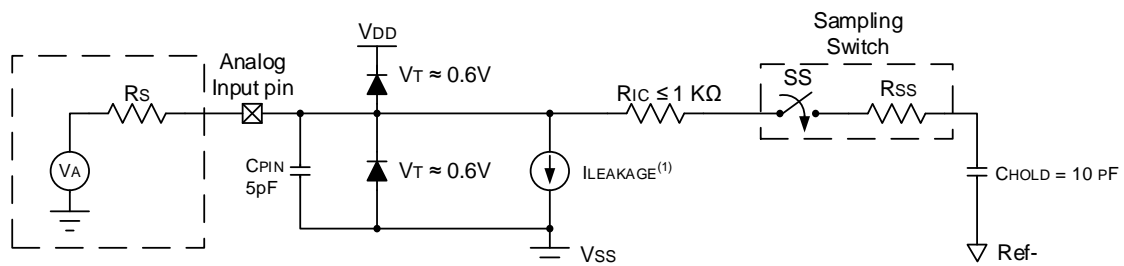 Sampling
Switch
VDD
Analog
Input pin
VT ≈ 0.6V
RS
RIC ≤ 1 KΩ
SS
RSS
VA
CPIN
5pF
VT ≈ 0.6V
ILEAKAGE(1)
CHOLD = 10 PF
VSS
Ref-